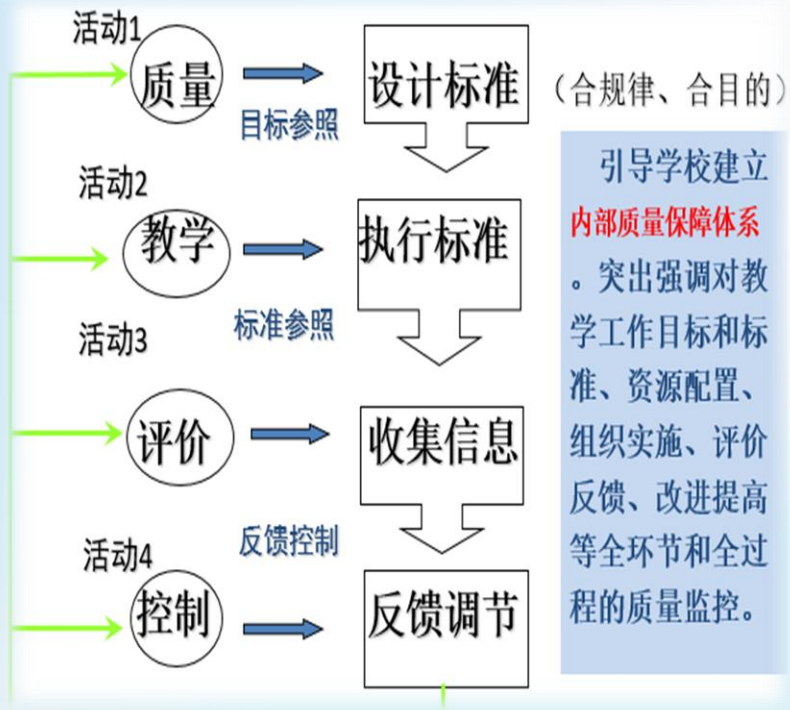 活动1
质量
目标参照
设计标准
（合规律、合目的）
活动2
教学
标准参照
执行标准
活动3
评价
收集信息
活动4
反馈控制
控制
反馈调节
引导学校建立
内部质量保障体系
。突出强调对教
学工作目标和标
准、资源配置、
组织实施、评价
反馈、改进提高
等全环节和全过
程的质量监控。